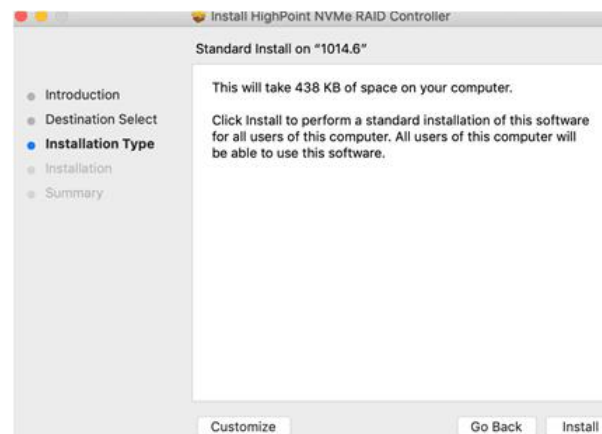 Install HighPoint NVMe RAID Controller
Standard Install on “1014.6”
Introduction
Destination Select
Installation Type
Installation
Summary
This will take 438 KB of space on your computer.
Click Install to perform a standard installation of this software
for all users of this computer. All users of this computer will
be able to use this software.
Customize
Go Back
Install